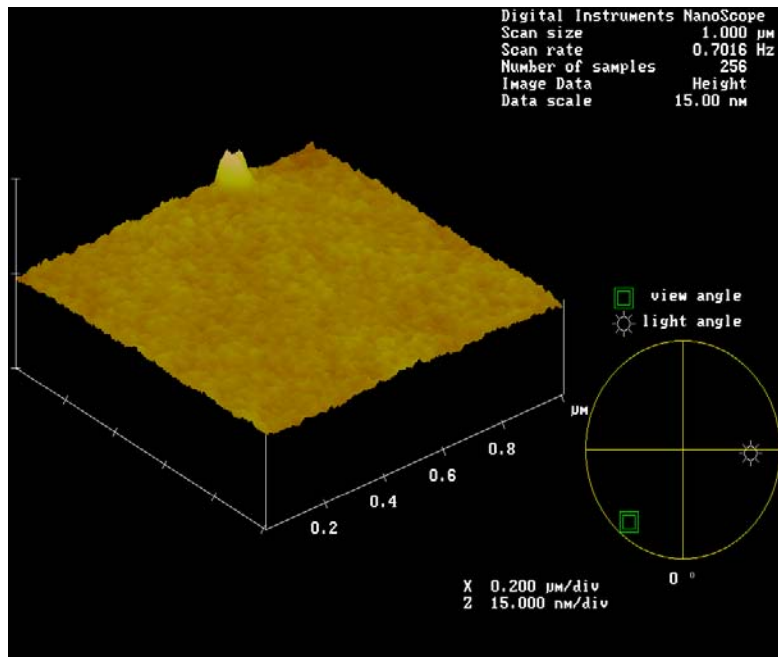 Digital Instruments NanoScope
Scan size 1.000 µm
Scan rate 0.7016 Hz
Number of samples 256
Image Data Height
Data scale 15.00 nm
view angle
light angle
µm
0.8
0.6
0.4
0.2
0 °
X 0.200 µm/div
Z 15.000 nm/div